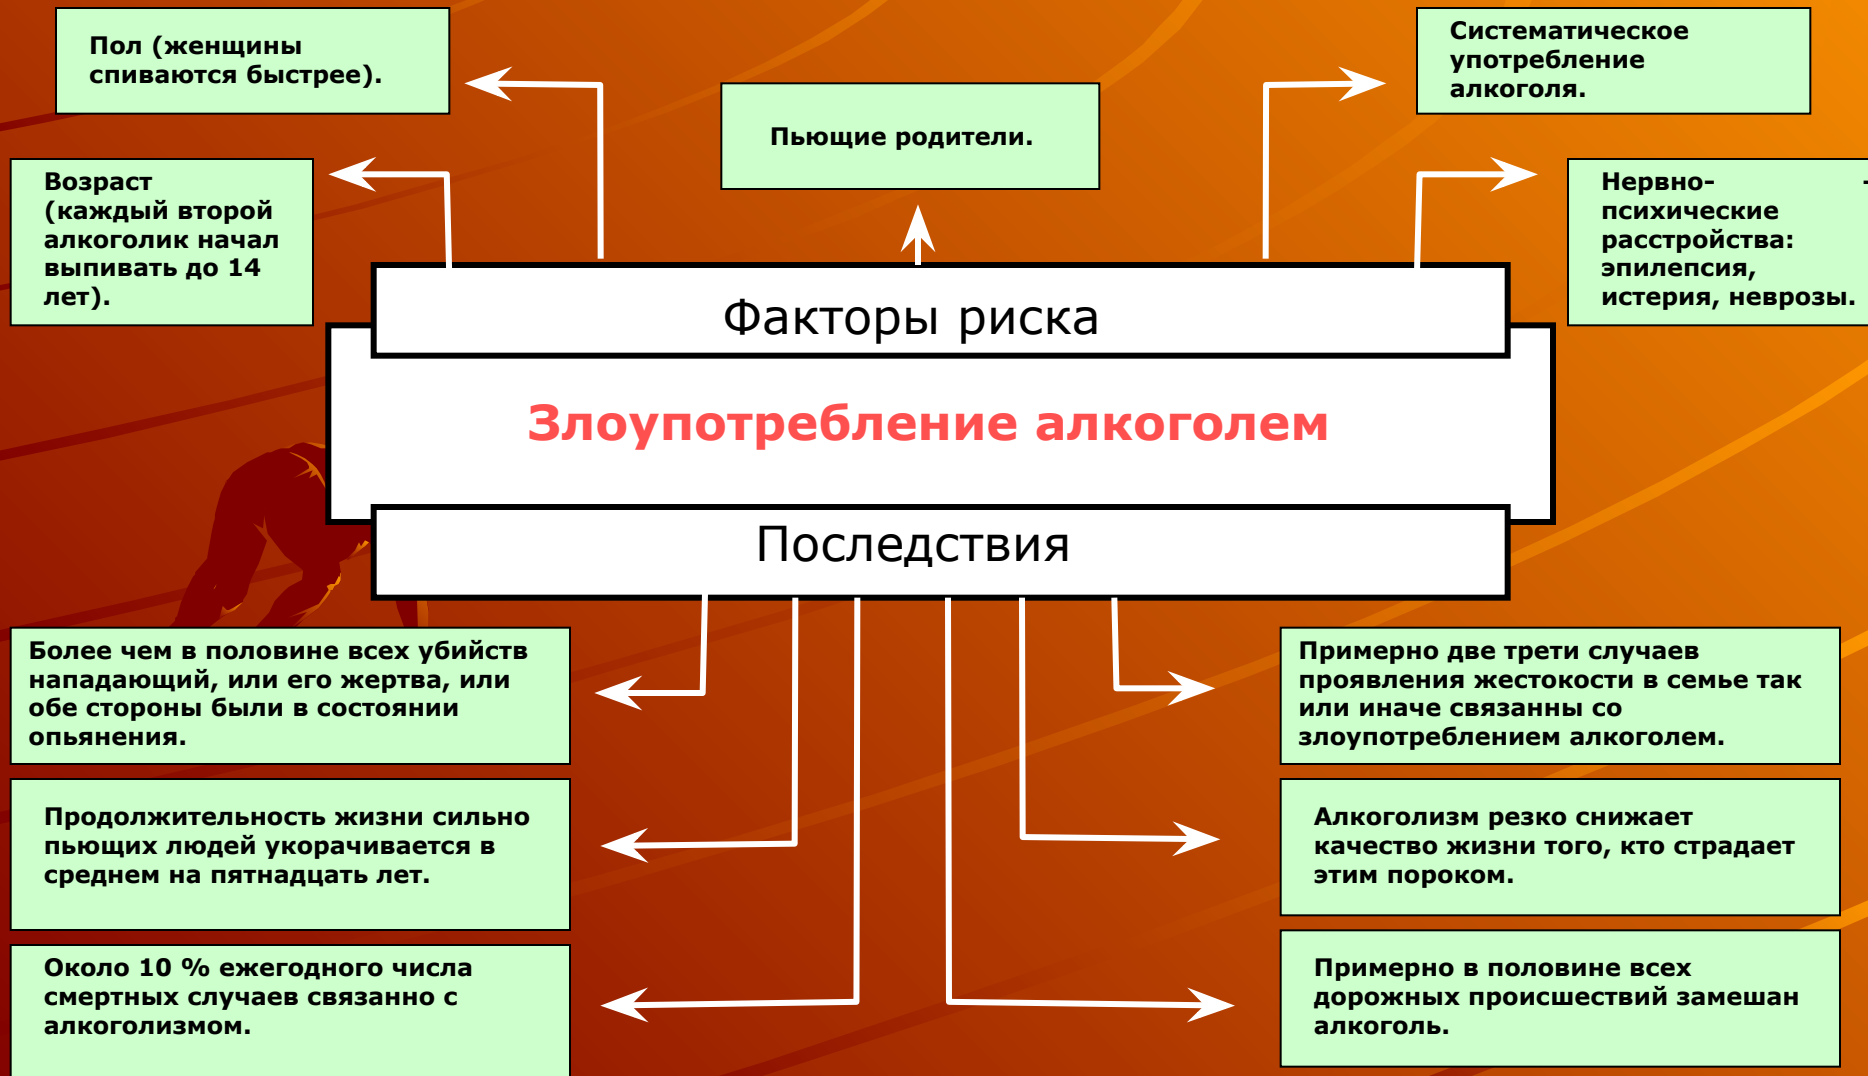 Пол (женщины
спиваются быстрее).
Пьющие родители.
Систематическое
употребление
алкоголя.
Возраст
(каждый второй
алкоголик начал
выпивать до 14
лет).
Нервно- -
психические
расстройства:
эпилепсия,
истерия, неврозы.
Факторы риска
Злоупотребление алкоголем
Последствия
Более чем в половине всех убийств
нападающий, или его жертва, или
обе стороны были в состоянии
опьянения.
Продолжительность жизни сильно
пьющих людей укорачивается в
среднем на пятнадцать лет.
Около 10 % ежегодного числа
смертных случаев связанно с
алкоголизмом.
Примерно две трети случаев
проявления жестокости в семье так
или иначе связанны со
злоупотреблением алкоголем.
Алкоголизм резко снижает
качество жизни того, кто страдает
этим пороком.
Примерно в половине всех
дорожных происшествий замешан
алкоголь.